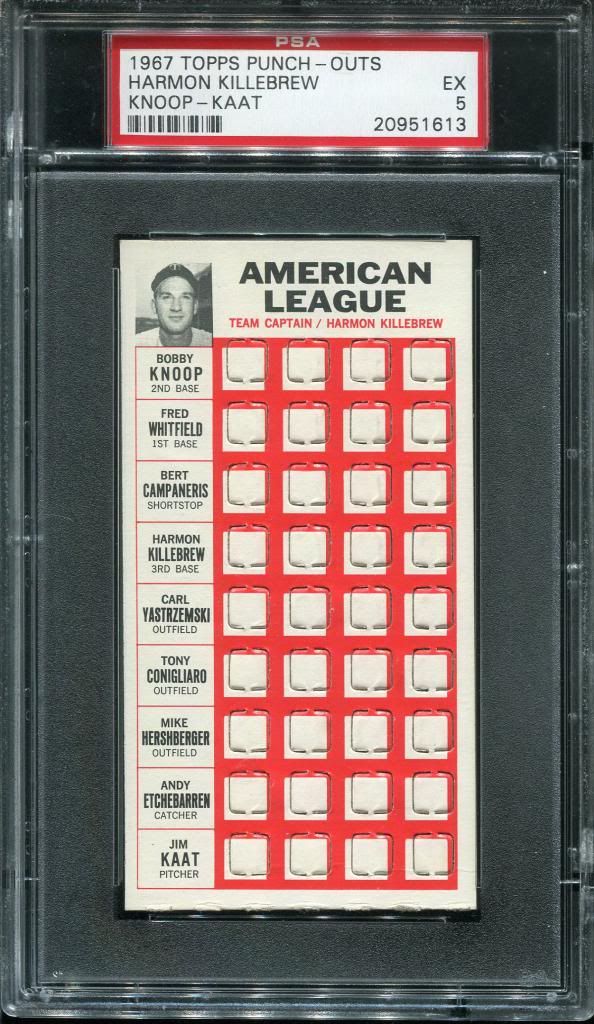 PSA
1967 TOPPS PUNCH-OUTS
HARMON KILLEBREW EX
KNOOP-KAAT 5
20951613
AMERICAN
LEAGUE
TEAM CAPTAIN / HARMON KILLEBREW
BOBBY
KNOOP
2ND BASE
FRED
WHITFIELD
1ST BASE
BERT
CAMPANERIS
SHORTSTOP
HARMON
KILLEBREW
3RD BASE
CARL
YASTRZEMSKI
OUTFIELD
TONY
CONIGLIARO
OUTFIELD
MIKE
HERSHBERGER
OUTFIELD
ANDY
ETCHEBARREN
CATCHER
JIM
KAAT
PITCHER